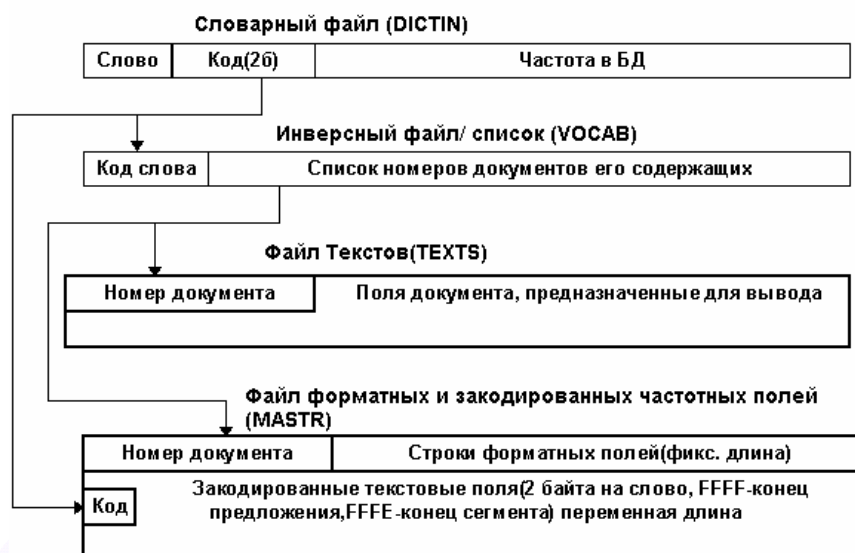 Словарный файл (DICTIN)
Слово Код(2б) Частота в БД
Инверсный файл/ список (VOCAB)
Код слова Список номеров документов его содержащих
Файл Текстов(TEXTS)
Номер документа Поля документа, предназначенные для вывода
Файл форматных и закодированных частотных полей
(MASTR)
Номер документа Строки форматных полей(фикс. длина)
Код Закодированные текстовые поля(2 байта на слово, FFFF-конец
предложения,FFFE-конец сегмента) переменная длина